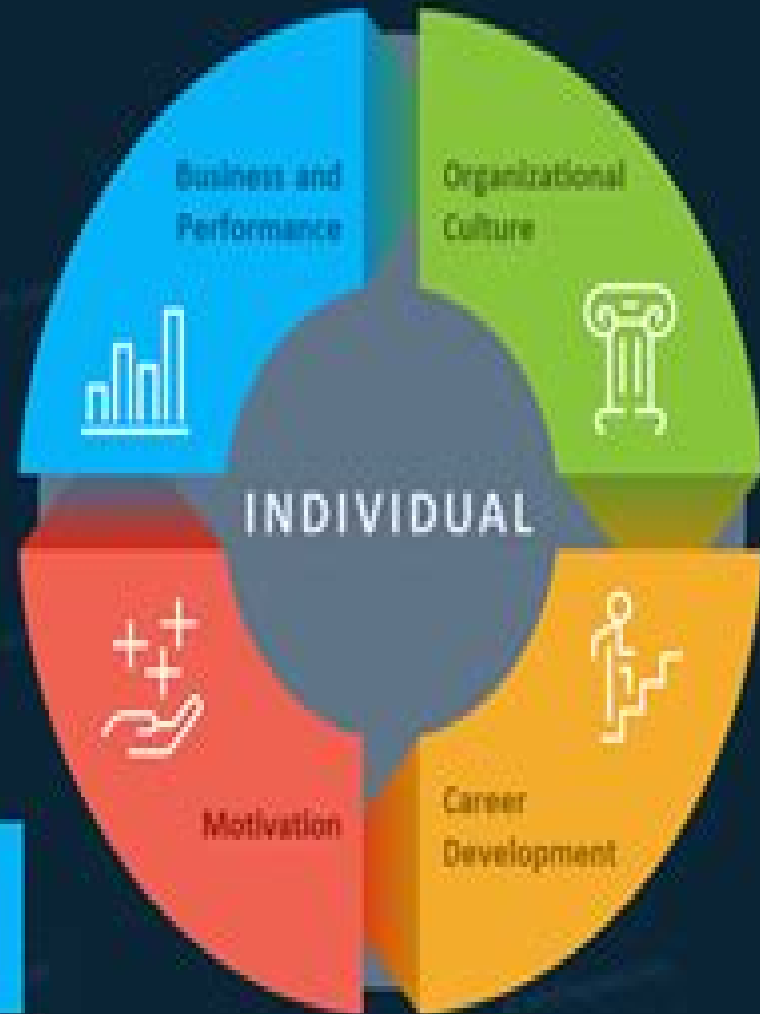 Business and
Performance
Organizational
Culture
INDIVIDUAL
Motivation
Career
Development